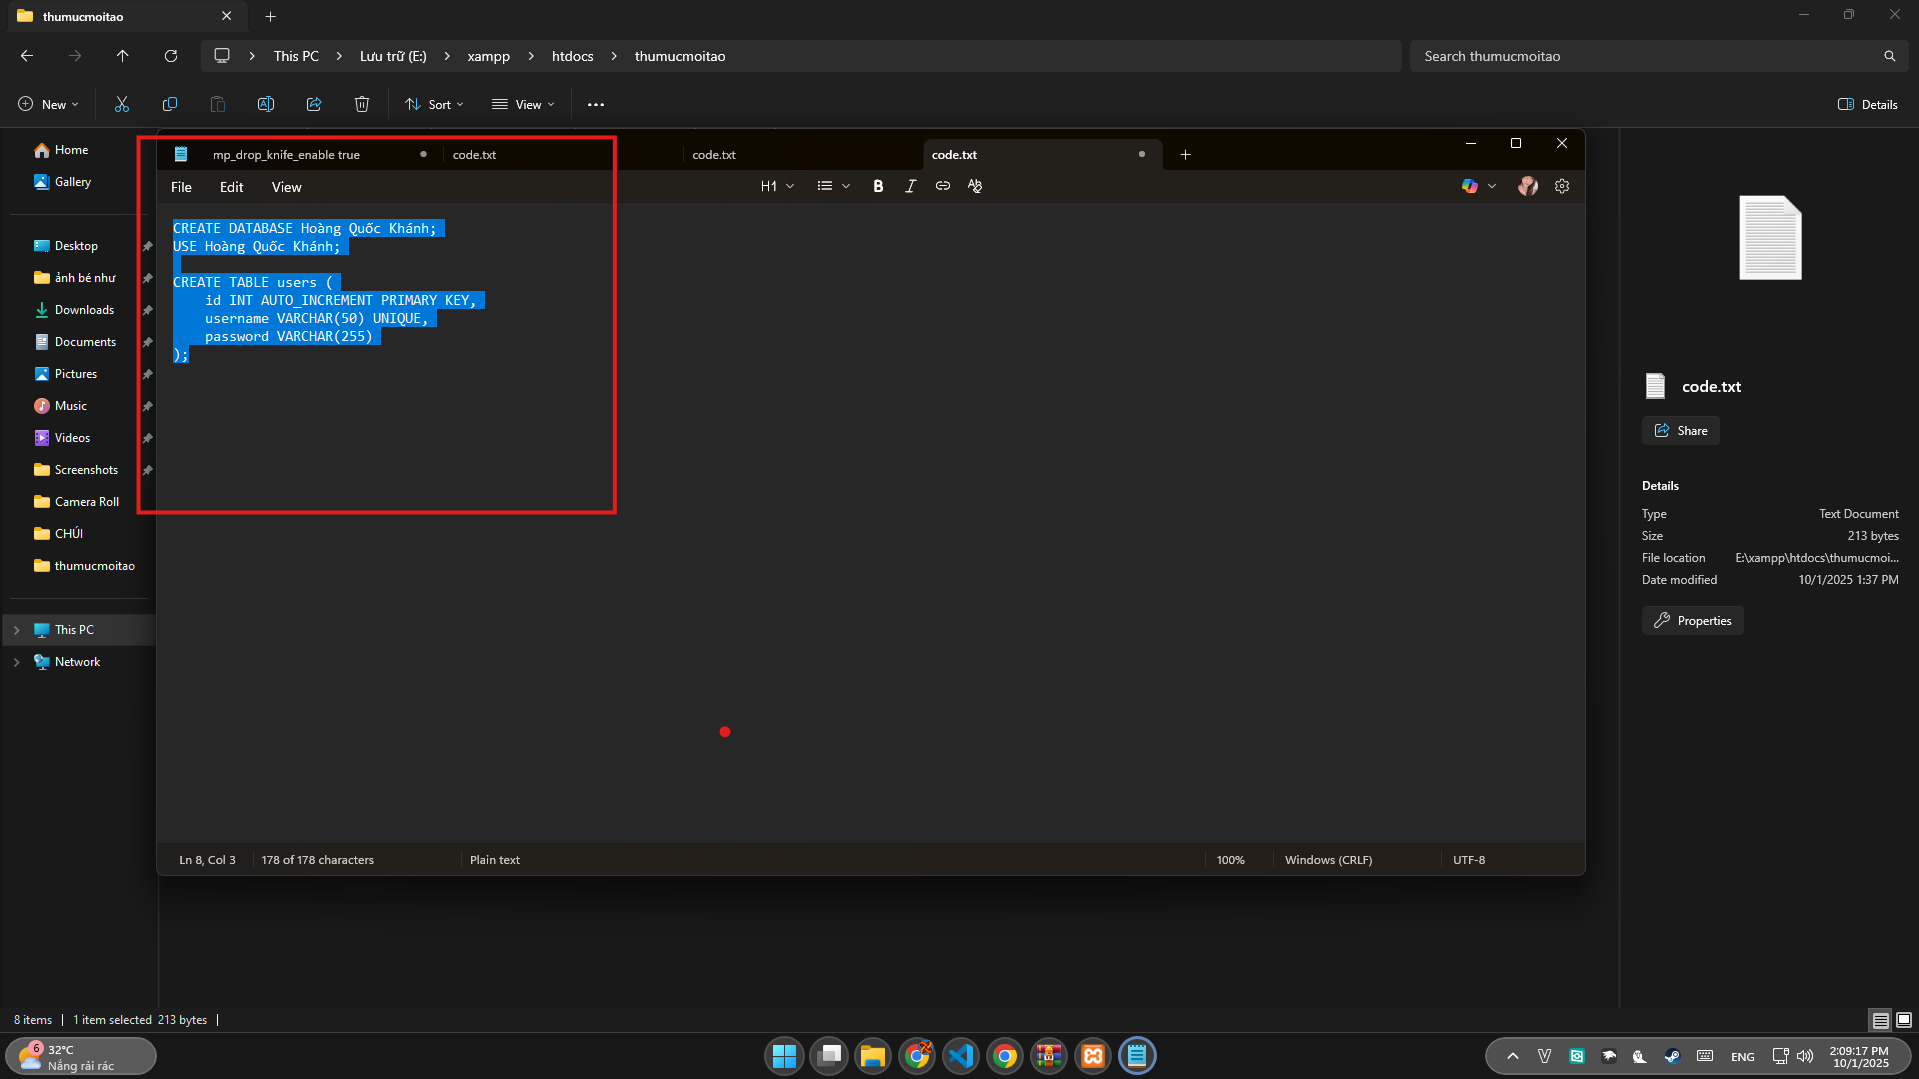 thumucmoitao
This PC
Lưu trữ (E:)
xampp
htdocs
thumucmoitao
Search thumucmoitao
New
Sort
View
Details
Home
Gallery
Desktop
ảnh bé như
Downloads
Documents
Pictures
Music
Videos
Screenshots
Camera Roll
CHÚI
thumucmoitao
This PC
Network
mp_drop_knife_enable true
code.txt
code.txt
code.txt
File Edit View
H1
CREATE DATABASE Hoàng Quốc Khánh;
USE Hoàng Quốc Khánh;
CREATE TABLE users (
id INT AUTO_INCREMENT PRIMARY KEY,
username VARCHAR(50) UNIQUE,
password VARCHAR(255)
);
Ln 8, Col 3
178 of 178 characters
Plain text
100%
Windows (CRLF)
UTF-8
code.txt
Share
Details
Type Text Document
Size 213 bytes
File location E:\xampp\htdocs\thumucmoi...
Date modified 10/1/2025 1:37 PM
Properties
8 items
1 item selected 213 bytes
6
32°C
Nắng rải rác
ENG
2:09:17 PM
10/1/2025